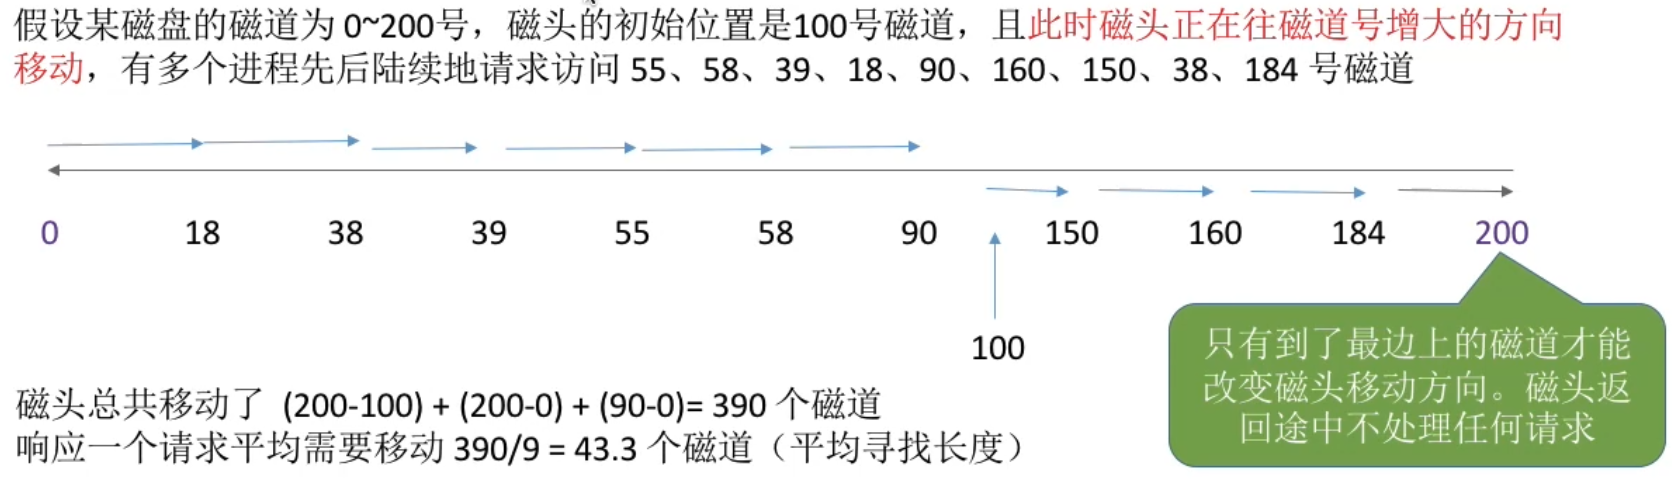 假设某磁盘的磁道为 0~200号，磁头的初始位置是100号磁道，且此时磁头正在往磁道号增大的方向
移动，有多个进程先后陆续地请求访问 55、58、39、18、90、160、150、38、184 号磁道
0 18 38 39 55 58 90 150 160 184 200
100
只有到了最边上的磁道才能
改变磁头移动方向。磁头返
回途中不处理任何请求
磁头总共移动了 (200-100) + (200-0) + (90-0)= 390 个磁道
响应一个请求平均需要移动 390/9 = 43.3 个磁道（平均寻找长度）